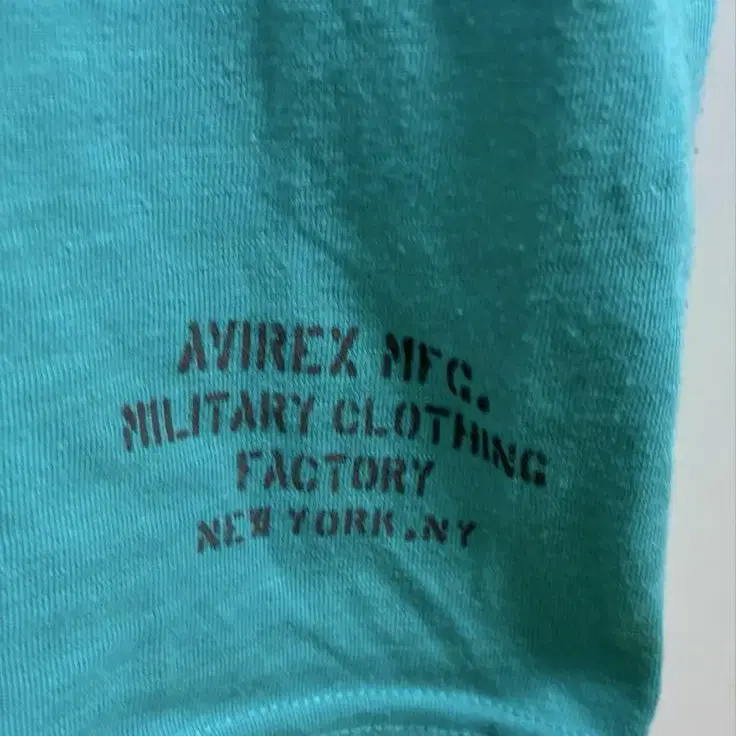 AVIREX MFG.
MILITARY CLOTHING
FACTORY
NEW YORK.NY